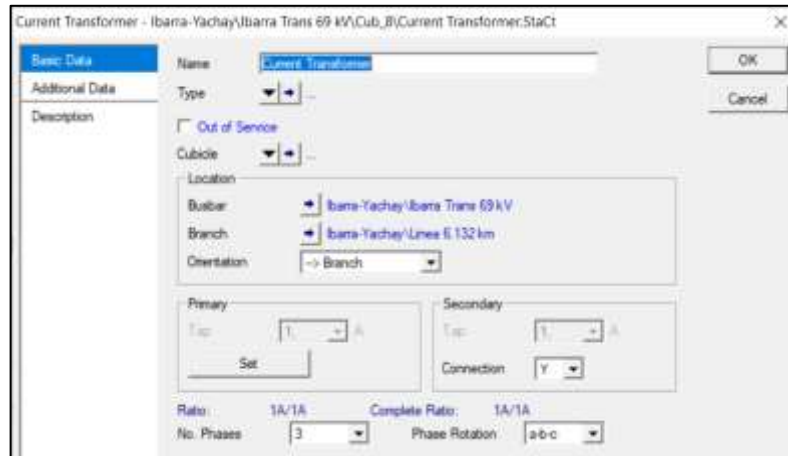 Current Transformer - Ibarra-Yachay\Ibarra Trans 69 kV\Cub_8\Current Transformer.StaCt
Basic Data
Additional Data
Description
Name Current Transformer
Type ...
Out of Service
Cubicle ...
Location
Busbar Ibarra-Yachay\Ibarra Trans 69 kV
Branch Ibarra-Yachay\Linea 6.132 km
Orientation -> Branch
Primary
Tap 1, A
Set
Secondary
Tap 1, A
Connection Y
Ratio: 1A/1A Complete Ratio: 1A/1A
No. Phases 3 Phase Rotation a-b-c
OK
Cancel